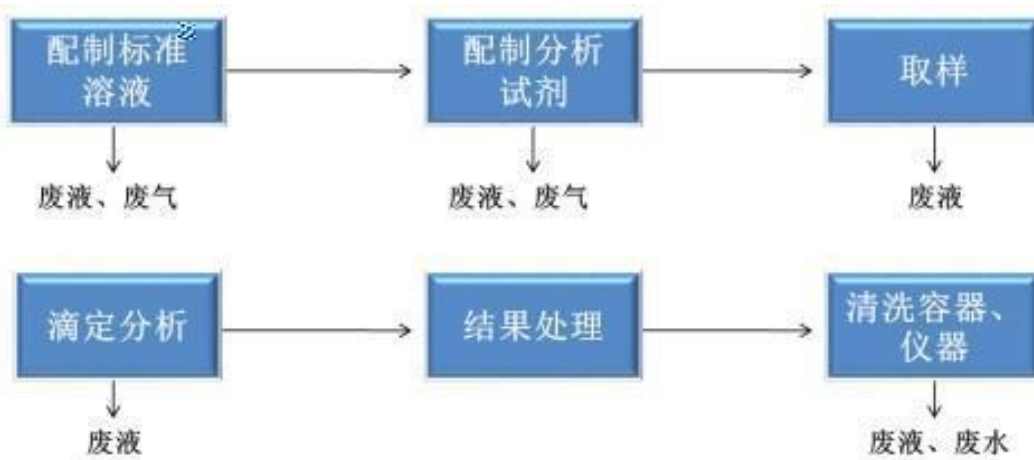 配制标准
溶液
配制分析
试剂
取样
废液、废气
废液、废气
废液
滴定分析
结果处理
清洗容器、
仪器
废液
废液、废水